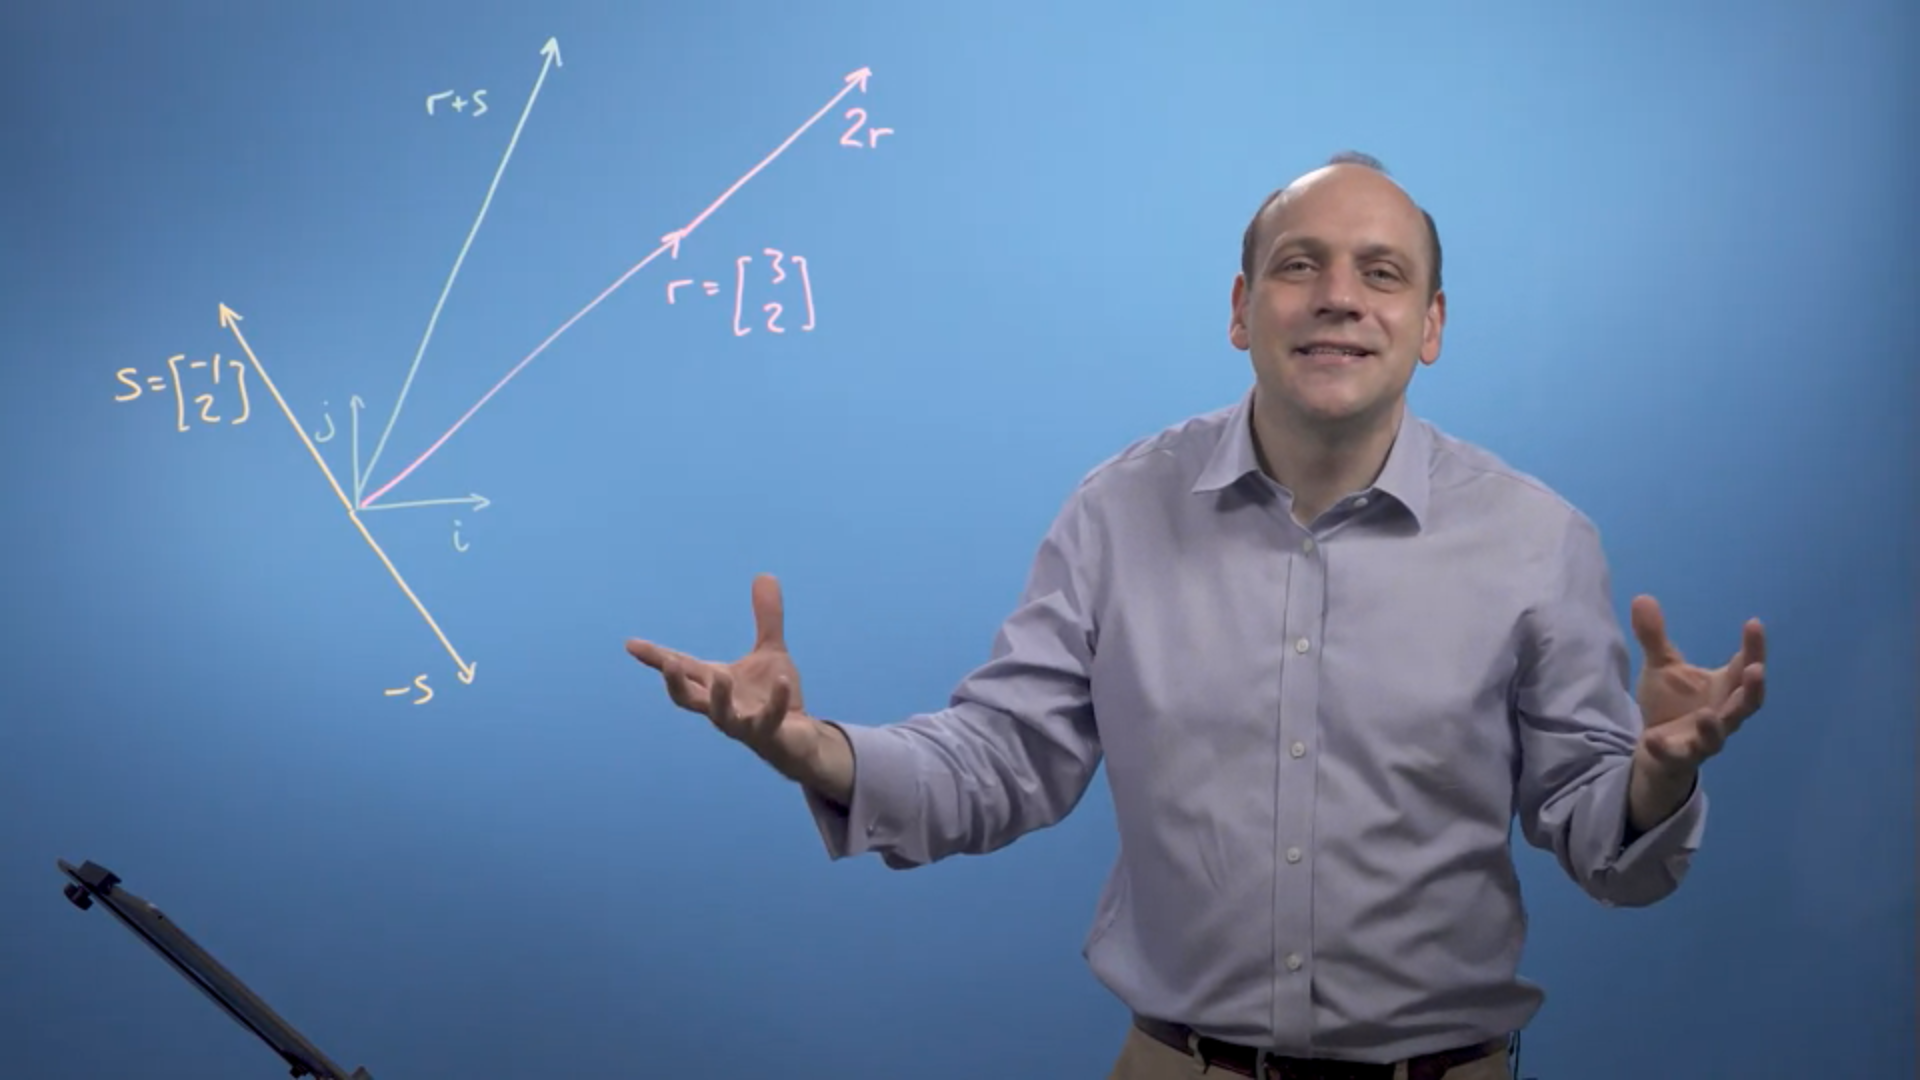 r+s
2r
r = [3
2]
s = [-1
2]
j
i
-s